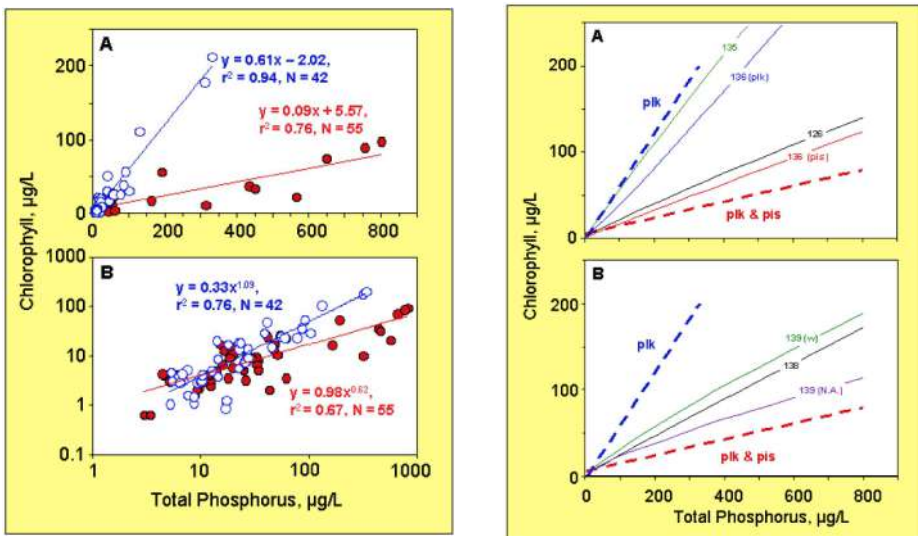 A
y = 0.61x – 2.02,
r² = 0.94, N = 42
y = 0.09x + 5.57,
r² = 0.76, N = 55
200
100
0
0 200 400 600 800
Chlorophyll, µg/L
B
y = 0.33x^1.09,
r² = 0.76, N = 42
y = 0.98x^0.62,
r² = 0.67, N = 55
1000
100
10
1
0.1
1 10 100 1000
Total Phosphorus, µg/L
A
135
136 (plk)
plk
126
136 (pis)
plk & pis
200
100
0
Chlorophyll, µg/L
B
plk
139 (w)
138
139 (N.A.)
plk & pis
200
100
0
0 200 400 600 800
Total Phosphorus, µg/L